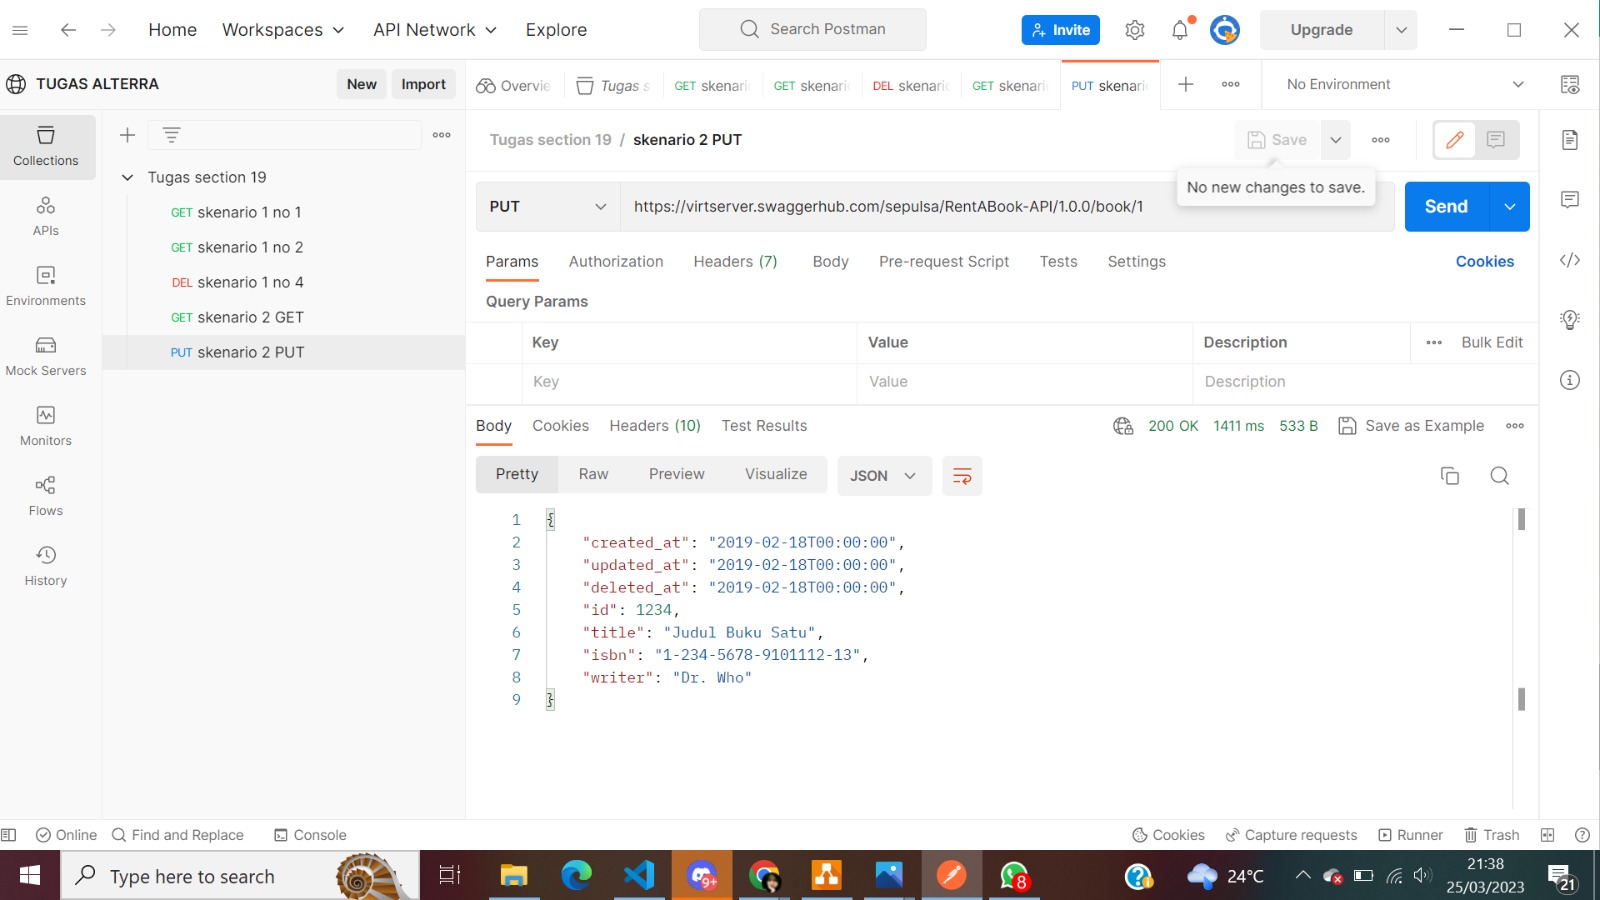 Home Workspaces API Network Explore Search Postman Invite Upgrade
TUGAS ALTERRA New Import Overvie Tugas s GET skenari GET skenari DEL skenari GET skenari PUT skenari No Environment
Collections
APIs
Environments
Mock Servers
Monitors
Flows
History
Tugas section 19
GET skenario 1 no 1
GET skenario 1 no 2
DEL skenario 1 no 4
GET skenario 2 GET
PUT skenario 2 PUT
Tugas section 19 / skenario 2 PUT Save
No new changes to save.
PUT https://virtserver.swaggerhub.com/sepulsa/RentABook-API/1.0.0/book/1 Send
Params Authorization Headers (7) Body Pre-request Script Tests Settings Cookies
Query Params
Key Value Description Bulk Edit
Key Value Description
Body Cookies Headers (10) Test Results 200 OK 1411 ms 533 B Save as Example
Pretty Raw Preview Visualize JSON
1 {
2 "created_at": "2019-02-18T00:00:00",
3 "updated_at": "2019-02-18T00:00:00",
4 "deleted_at": "2019-02-18T00:00:00",
5 "id": 1234,
6 "title": "Judul Buku Satu",
7 "isbn": "1-234-5678-9101112-13",
8 "writer": "Dr. Who"
9 }
Online Find and Replace Console Cookies Capture requests Runner Trash
Type here to search 9+ 8 24°C 21:38
25/03/2023 21